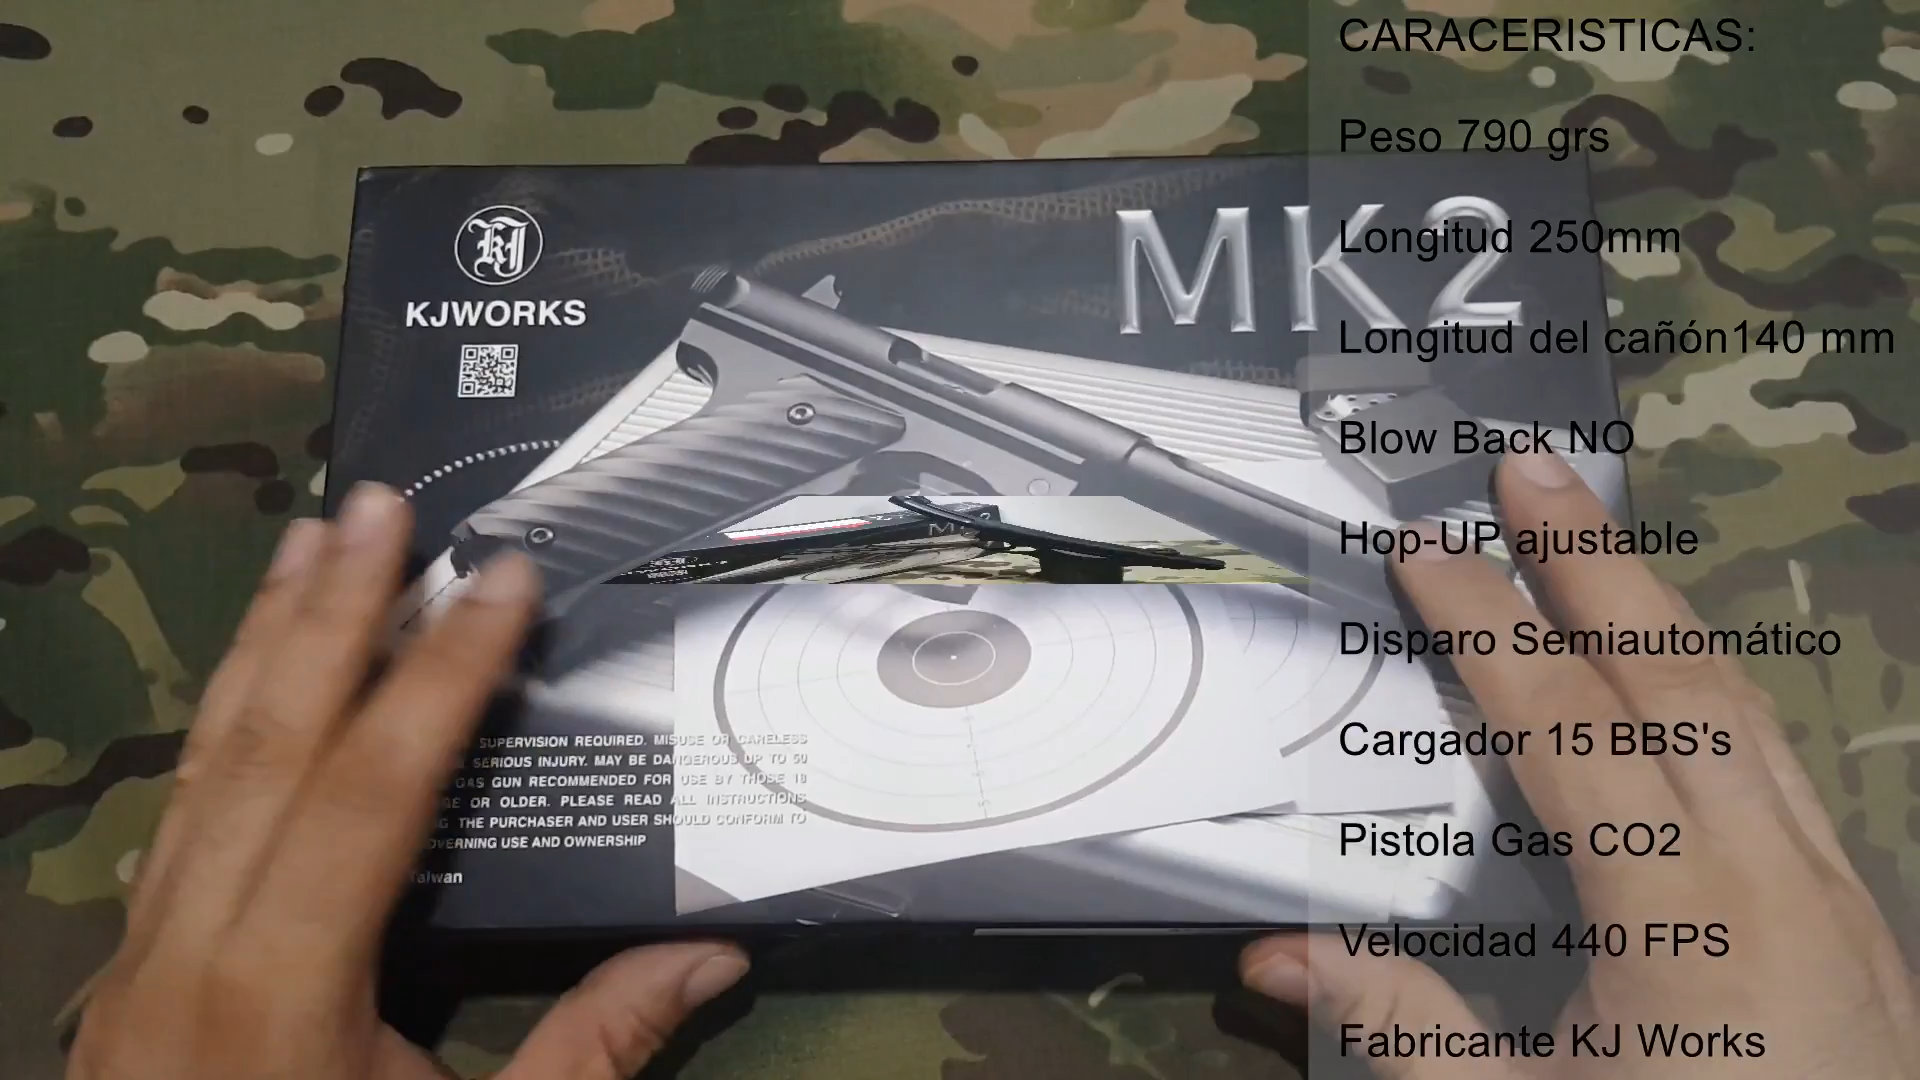 CARACERISTICAS:
Peso 790 grs
Longitud 250mm
Longitud del cañón140 mm
Blow Back NO
Hop-UP ajustable
Disparo Semiautomático
Cargador 15 BBS's
Pistola Gas CO2
Velocidad 440 FPS
Fabricante KJ Works
KJ
KJWORKS
MK2
MK2
SUPERVISION REQUIRED. MISUSE OR CARELESS
SERIOUS INJURY. MAY BE DANGEROUS UP TO 50
GAS GUN RECOMMENDED FOR USE BY THOSE 18
OR OLDER. PLEASE READ ALL INSTRUCTIONS
THE PURCHASER AND USER SHOULD CONFORM TO
USE AND OWNERSHIP
Taiwan